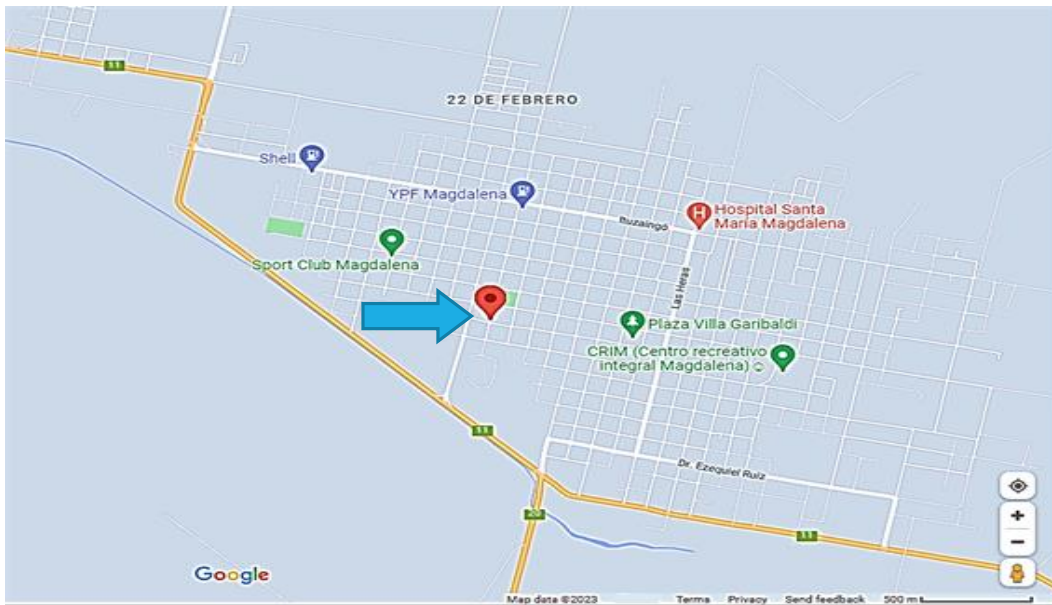 11
22 DE FEBRERO
Shell
YPF Magdalena
Hospital Santa
María Magdalena
Ituzaingó
Sport Club Magdalena
Las Heras
Plaza Villa Garibaldi
CRIM (Centro recreativo
integral Magdalena)
11
Dr. Ezequiel Ruiz
20
11
Google
Map data ©2023 Terms Privacy Send feedback 500 m